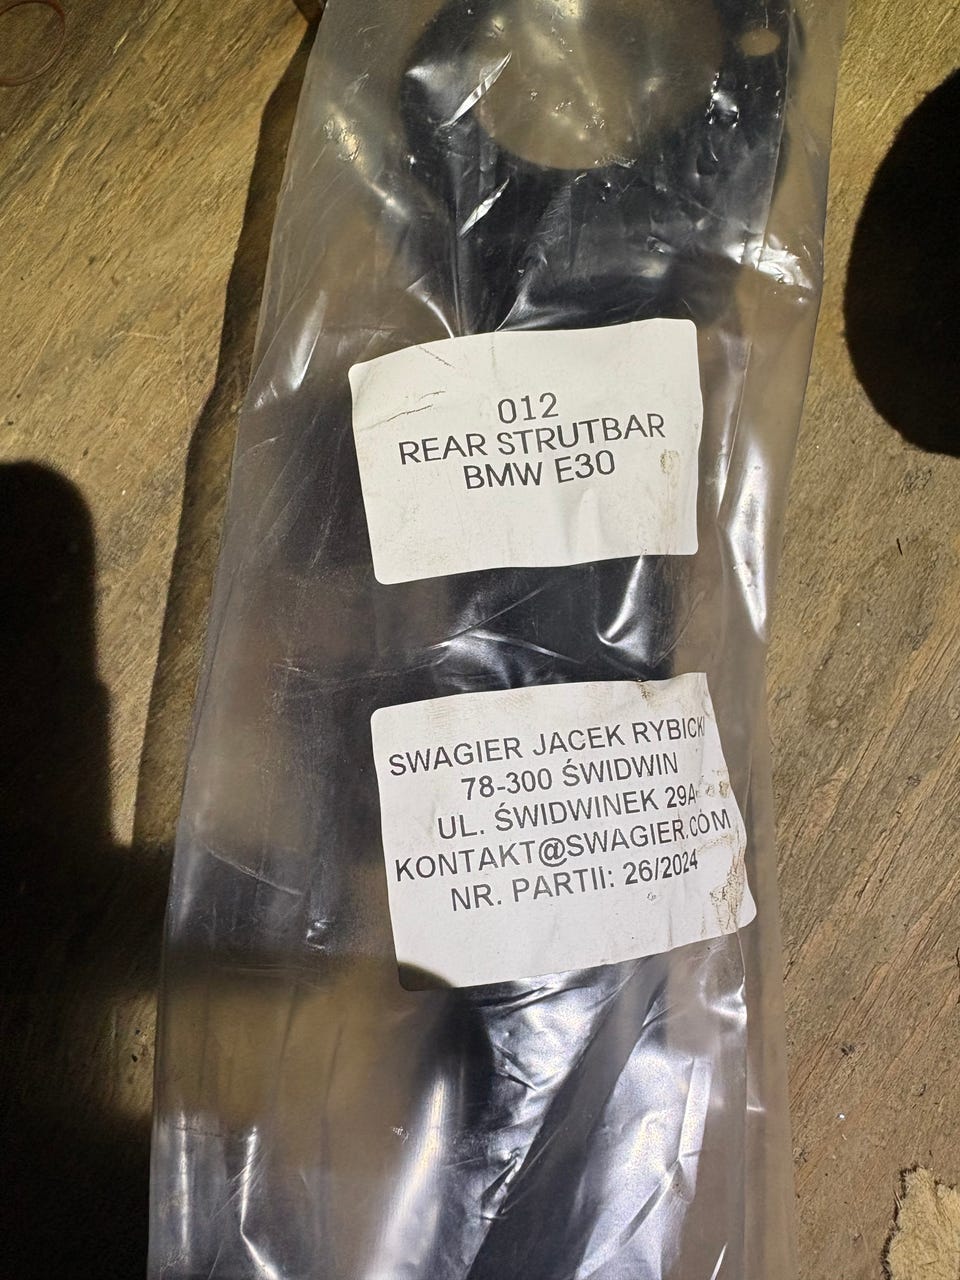 012
REAR STRUTBAR
BMW E30
SWAGIER JACEK RYBICKI
78-300 ŚWIDWIN
UL. ŚWIDWINEK 29A
KONTAKT@SWAGIER.COM
NR. PARTII: 26/2024